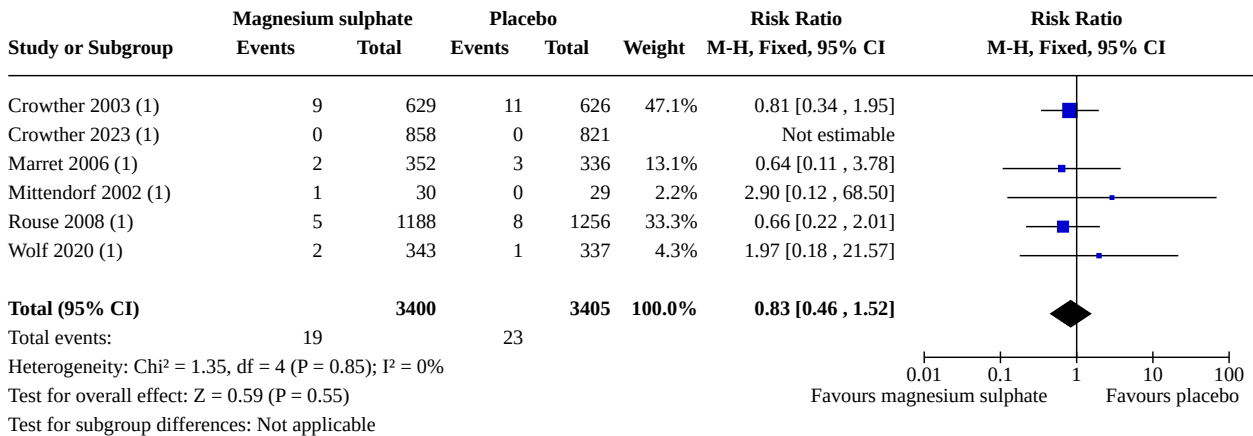 Magnesium sulphate Placebo Risk Ratio Risk Ratio
Study or Subgroup Events Total Events Total Weight M-H, Fixed, 95% CI M-H, Fixed, 95% CI
Crowther 2003 (1) 9 629 11 626 47.1% 0.81 [0.34 , 1.95]
Crowther 2023 (1) 0 858 0 821 Not estimable
Marret 2006 (1) 2 352 3 336 13.1% 0.64 [0.11 , 3.78]
Mittendorf 2002 (1) 1 30 0 29 2.2% 2.90 [0.12 , 68.50]
Rouse 2008 (1) 5 1188 8 1256 33.3% 0.66 [0.22 , 2.01]
Wolf 2020 (1) 2 343 1 337 4.3% 1.97 [0.18 , 21.57]
Total (95% CI) 3400 3405 100.0% 0.83 [0.46 , 1.52]
Total events: 19 23
Heterogeneity: Chi² = 1.35, df = 4 (P = 0.85); I² = 0%
0.01 0.1 1 10 100
Test for overall effect: Z = 0.59 (P = 0.55)
Favours magnesium sulphate Favours placebo
Test for subgroup differences: Not applicable